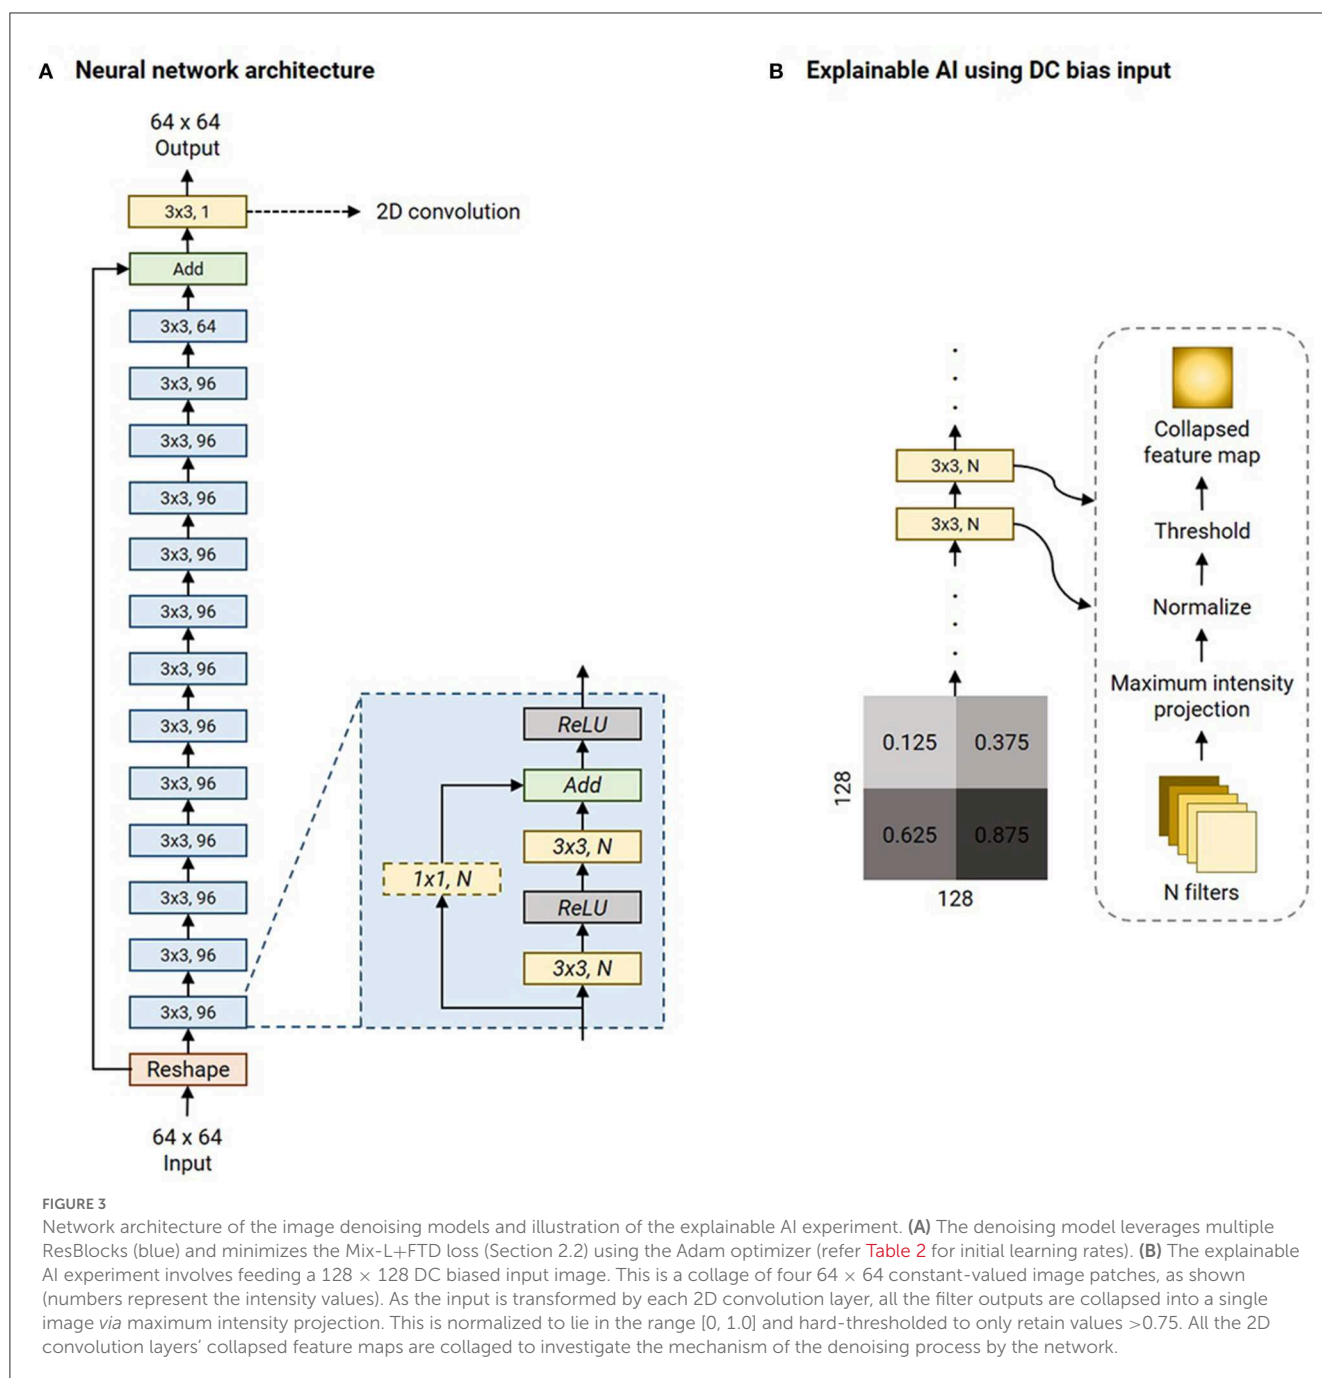 A Neural network architecture
64 x 64
Output
3x3, 1
2D convolution
Add
3x3, 64
3x3, 96
3x3, 96
3x3, 96
3x3, 96
3x3, 96
3x3, 96
3x3, 96
3x3, 96
3x3, 96
3x3, 96
3x3, 96
3x3, 96
Reshape
64 x 64
Input
ReLU
Add
3x3, N
1x1, N
ReLU
3x3, N
B Explainable AI using DC bias input
3x3, N
3x3, N
0.125 0.375
0.625 0.875
128
128
Collapsed
feature map
Threshold
Normalize
Maximum intensity
projection
N filters
FIGURE 3
Network architecture of the image denoising models and illustration of the explainable AI experiment. (A) The denoising model leverages multiple
ResBlocks (blue) and minimizes the Mix-L+FTD loss (Section 2.2) using the Adam optimizer (refer Table 2 for initial learning rates). (B) The explainable
AI experiment involves feeding a 128 × 128 DC biased input image. This is a collage of four 64 × 64 constant-valued image patches, as shown
(numbers represent the intensity values). As the input is transformed by each 2D convolution layer, all the filter outputs are collapsed into a single
image via maximum intensity projection. This is normalized to lie in the range [0, 1.0] and hard-thresholded to only retain values >0.75. All the 2D
convolution layers' collapsed feature maps are collaged to investigate the mechanism of the denoising process by the network.